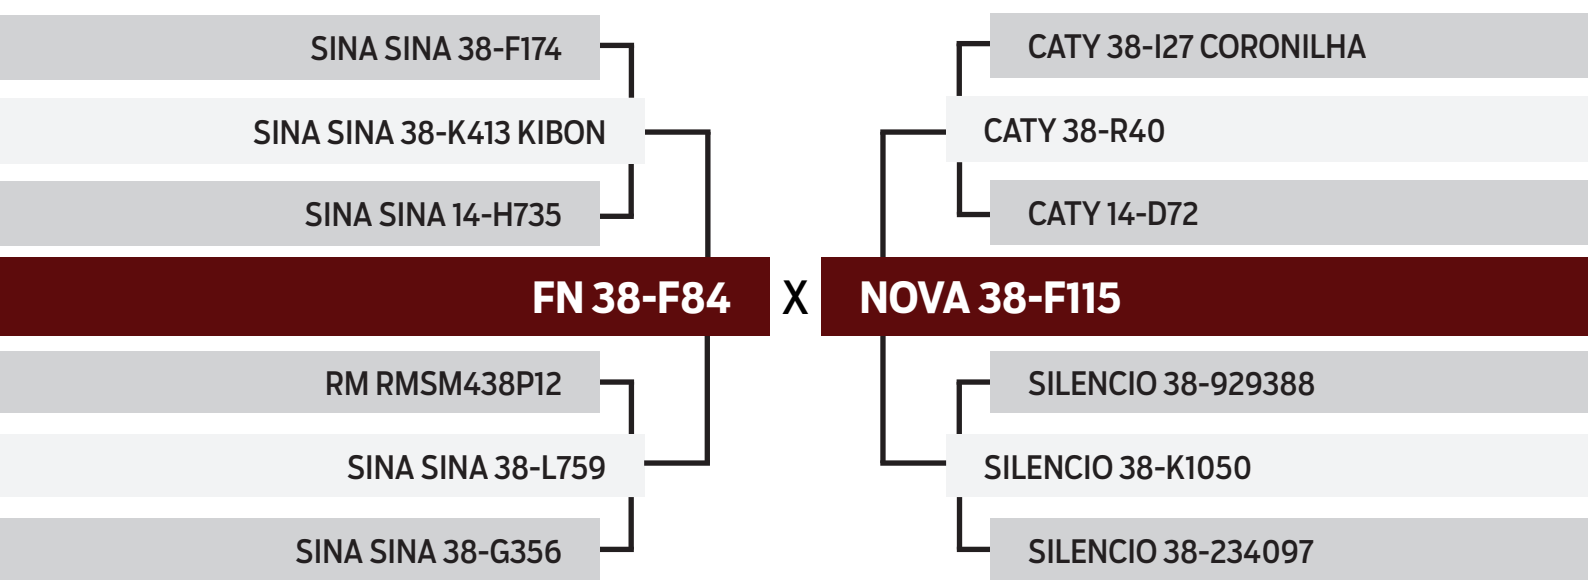 SINA SINA 38-F174
SINA SINA 38-K413 KIBON
SINA SINA 14-H735
FN 38-F84
RM RMSM438P12
SINA SINA 38-L759
SINA SINA 38-G356
X
CATY 38-I27 CORONILHA
CATY 38-R40
CATY 14-D72
NOVA 38-F115
SILENCIO 38-929388
SILENCIO 38-K1050
SILENCIO 38-234097